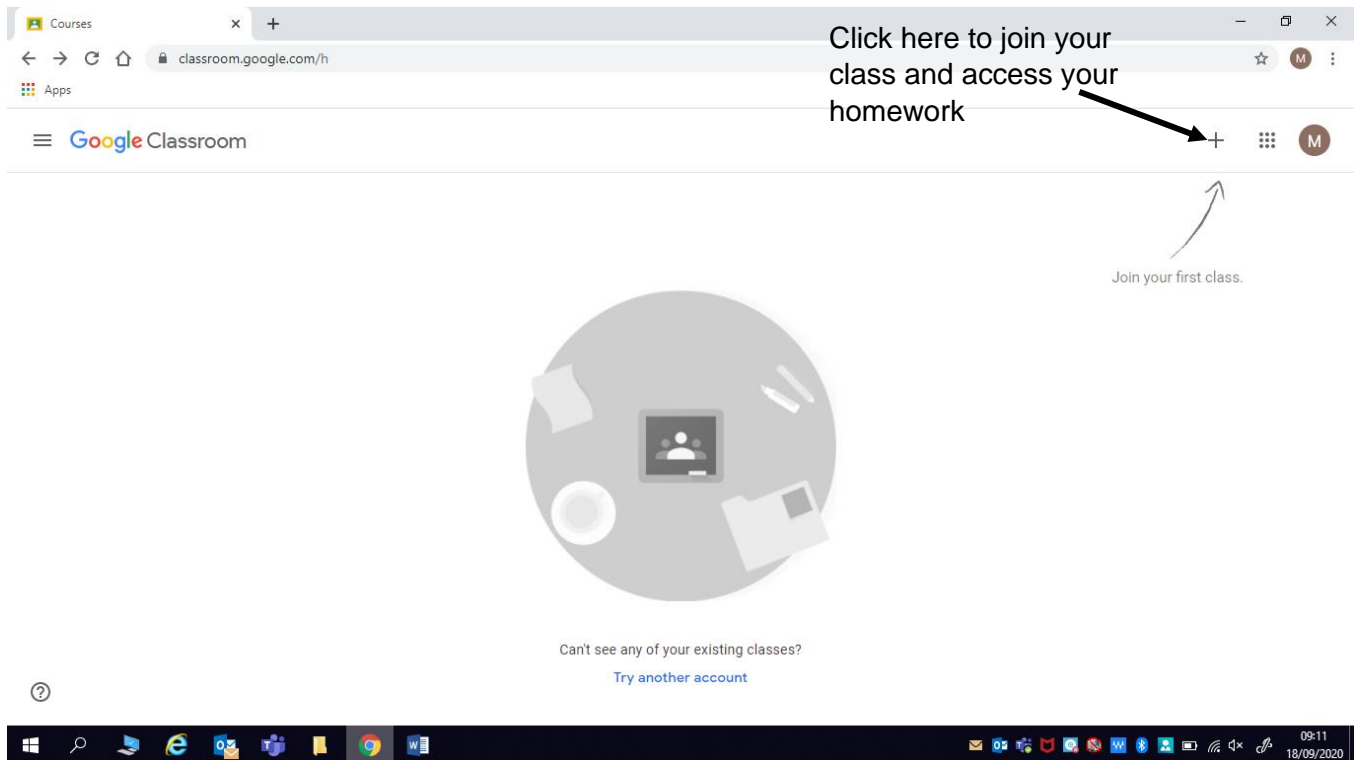 Courses
Click here to join your
class and access your
homework
classroom.google.com/h
M
Apps
Google Classroom
M
Join your first class.
Can't see any of your existing classes?
Try another account
09:11
18/09/2020